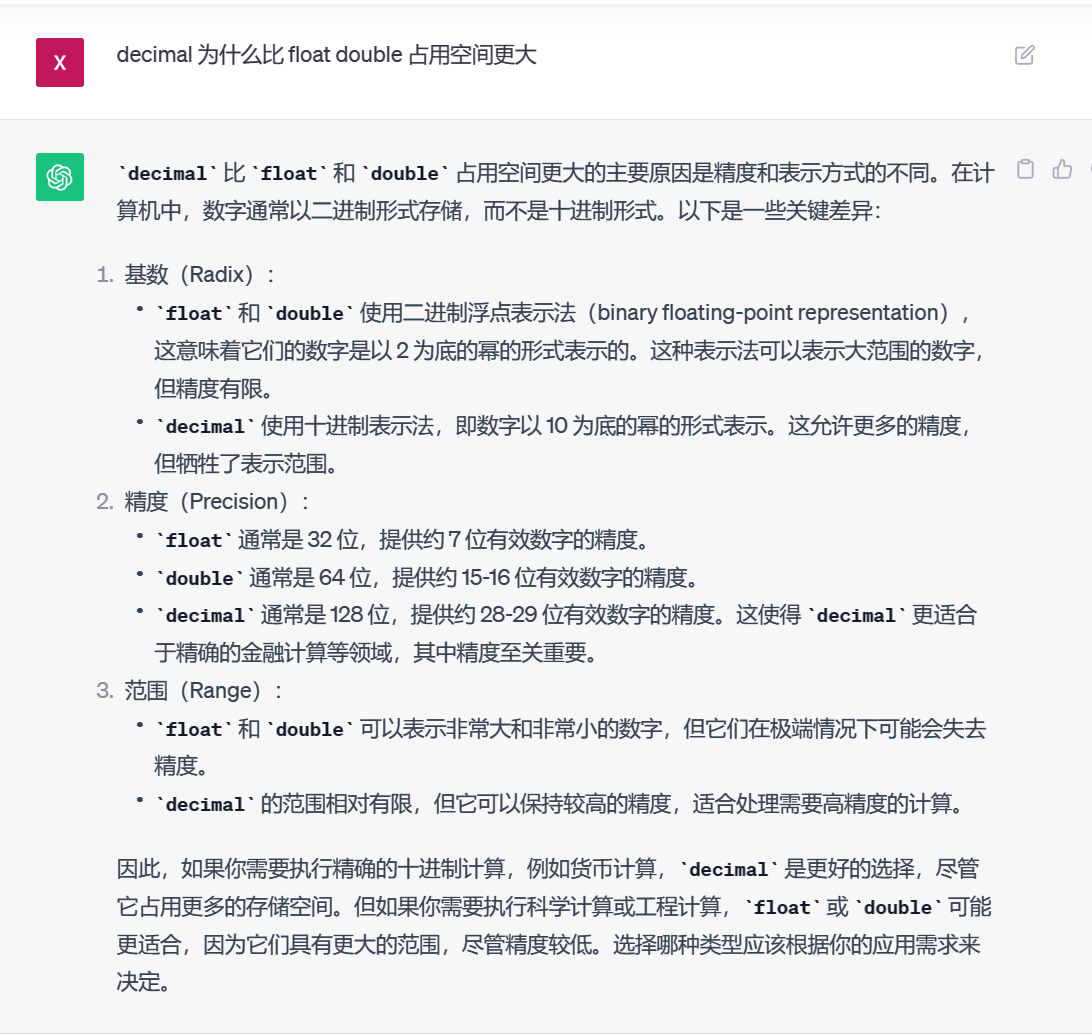 X
decimal 为什么比 float double 占用空间更大
`decimal` 比 `float` 和 `double` 占用空间更大的主要原因是精度和表示方式的不同。在计
算机中，数字通常以二进制形式存储，而不是十进制形式。以下是一些关键差异：
1. 基数（Radix）：
• `float` 和 `double` 使用二进制浮点表示法（binary floating-point representation），
这意味着它们的数字是以 2 为底的幂的形式表示的。这种表示法可以表示大范围的数字，
但精度有限。
• `decimal` 使用十进制表示法，即数字以 10 为底的幂的形式表示。这允许更多的精度，
但牺牲了表示范围。
2. 精度（Precision）：
• `float` 通常是 32 位，提供约 7 位有效数字的精度。
• `double` 通常是 64 位，提供约 15-16 位有效数字的精度。
• `decimal` 通常是 128 位，提供约 28-29 位有效数字的精度。这使得 `decimal` 更适合
于精确的金融计算等领域，其中精度至关重要。
3. 范围（Range）：
• `float` 和 `double` 可以表示非常大和非常小的数字，但它们在极端情况下可能会失去
精度。
• `decimal` 的范围相对有限，但它可以保持较高的精度，适合处理需要高精度的计算。
因此，如果你需要执行精确的十进制计算，例如货币计算，`decimal` 是更好的选择，尽管
它占用更多的存储空间。但如果你需要执行科学计算或工程计算，`float` 或 `double` 可能
更适合，因为它们具有更大的范围，尽管精度较低。选择哪种类型应该根据你的应用需求来
决定。